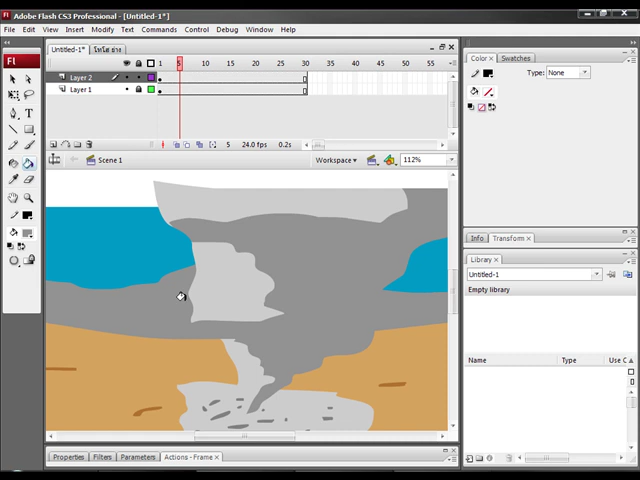 Adobe Flash CS3 Professional - [Untitled-1*]
File Edit View Insert Modify Text Commands Control Debug Window Help
Fl
Untitled-1*
Layer 2
Layer 1
1 5 10 15 20 25 30 35 40 45 50 55
5 24.0 fps 0.2s
Scene 1 Workspace 112%
Properties Filters Parameters Actions - Frame
Color Swatches
Type: None
Info Transform
Library
Untitled-1
Empty library
Name Type Use C